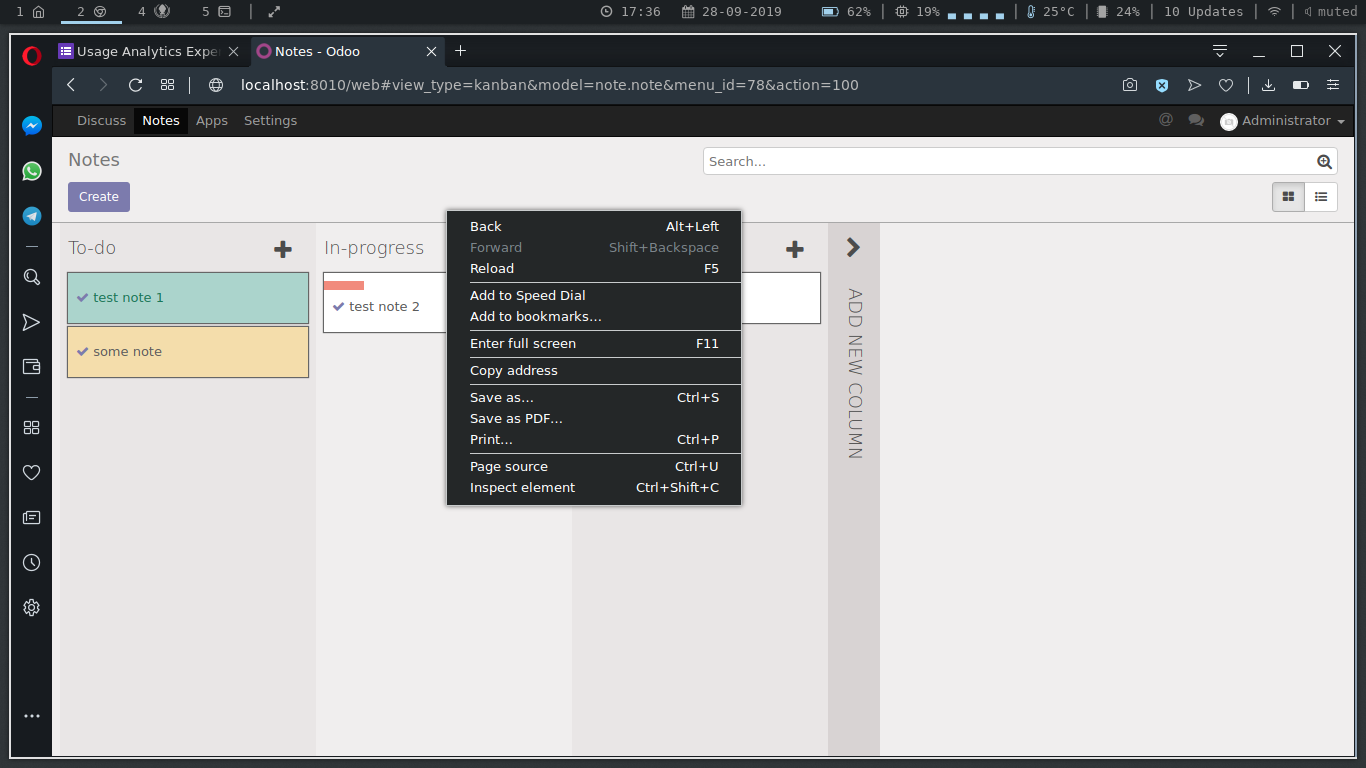 1 2 4 5 17:36 28-09-2019 62% 19% 25°C 24% 10 Updates muted
Usage Analytics Expe Notes - Odoo
localhost:8010/web#view_type=kanban&model=note.note&menu_id=78&action=100
Discuss Notes Apps Settings @ Administrator
Notes Search...
Create
Back Alt+Left
Forward Shift+Backspace
Reload F5
Add to Speed Dial
Add to bookmarks...
Enter full screen F11
Copy address
Save as... Ctrl+S
Save as PDF...
Print... Ctrl+P
Page source Ctrl+U
Inspect element Ctrl+Shift+C
To-do
test note 1
some note
In-progress
test note 2
ADD NEW COLUMN